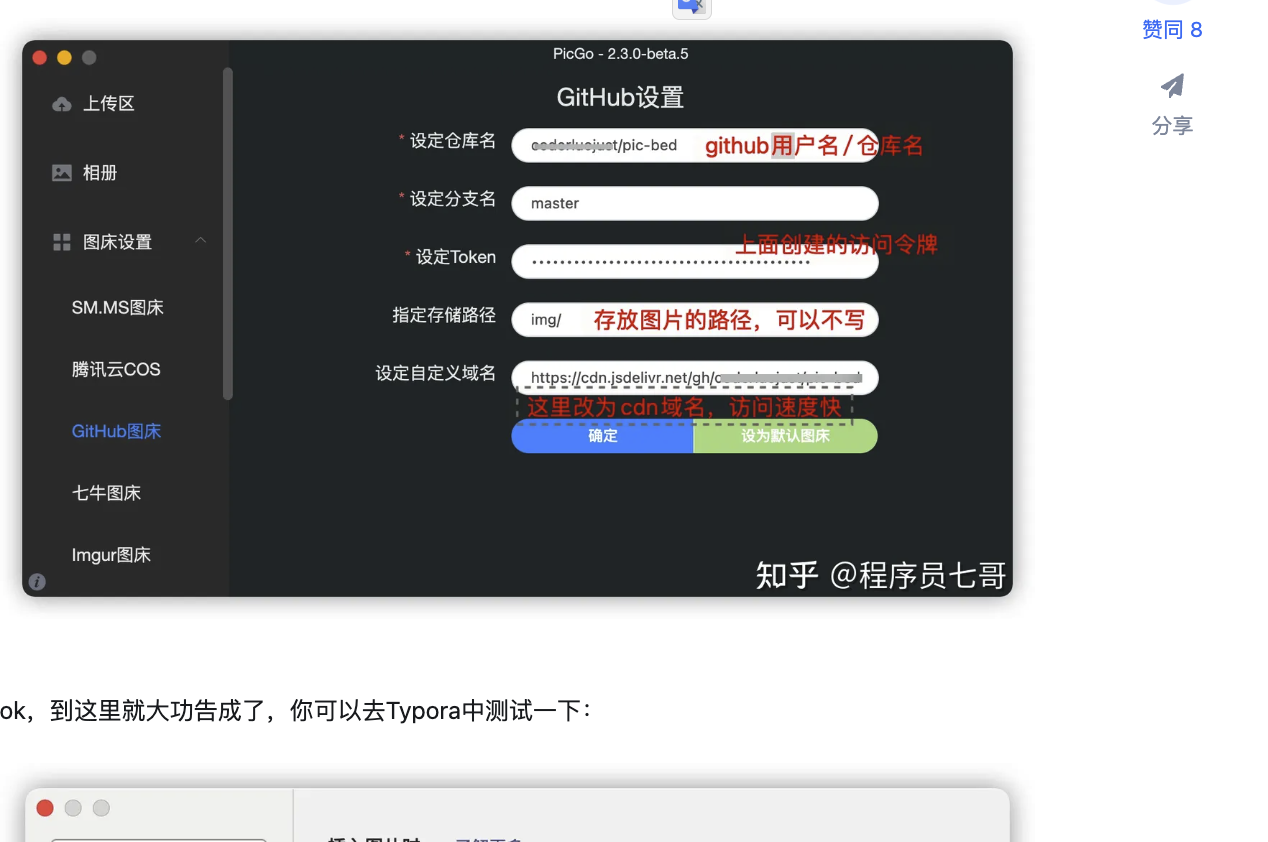 赞同 8
分享
PicGo - 2.3.0-beta.5
GitHub设置
上传区
相册
图床设置
SM.MS图床
腾讯云COS
GitHub图床
七牛图床
Imgur图床
* 设定仓库名
/pic-bed
github用户名/仓库名
* 设定分支名
master
* 设定Token
上面创建的访问令牌
指定存储路径
img/
存放图片的路径，可以不写
设定自定义域名
https://cdn.jsdelivr.net/gh/
这里改为cdn域名，访问速度快
确定
设为默认图床
知乎 @程序员七哥
ok，到这里就大功告成了，你可以去Typora中测试一下：